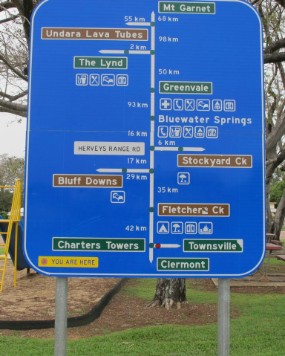 Mt Garnet
55 km
68 km
Undara Lava Tubes
98 km
2 km
The Lynd
50 km
Greenvale
93 km
Bluewater Springs
16 km
6 km
HERVEYS RANGE RD
Stockyard Ck
17 km
Bluff Downs
29 km
35 km
Fletcher Ck
42 km
Charters Towers
Townsville
YOU ARE HERE
Clermont